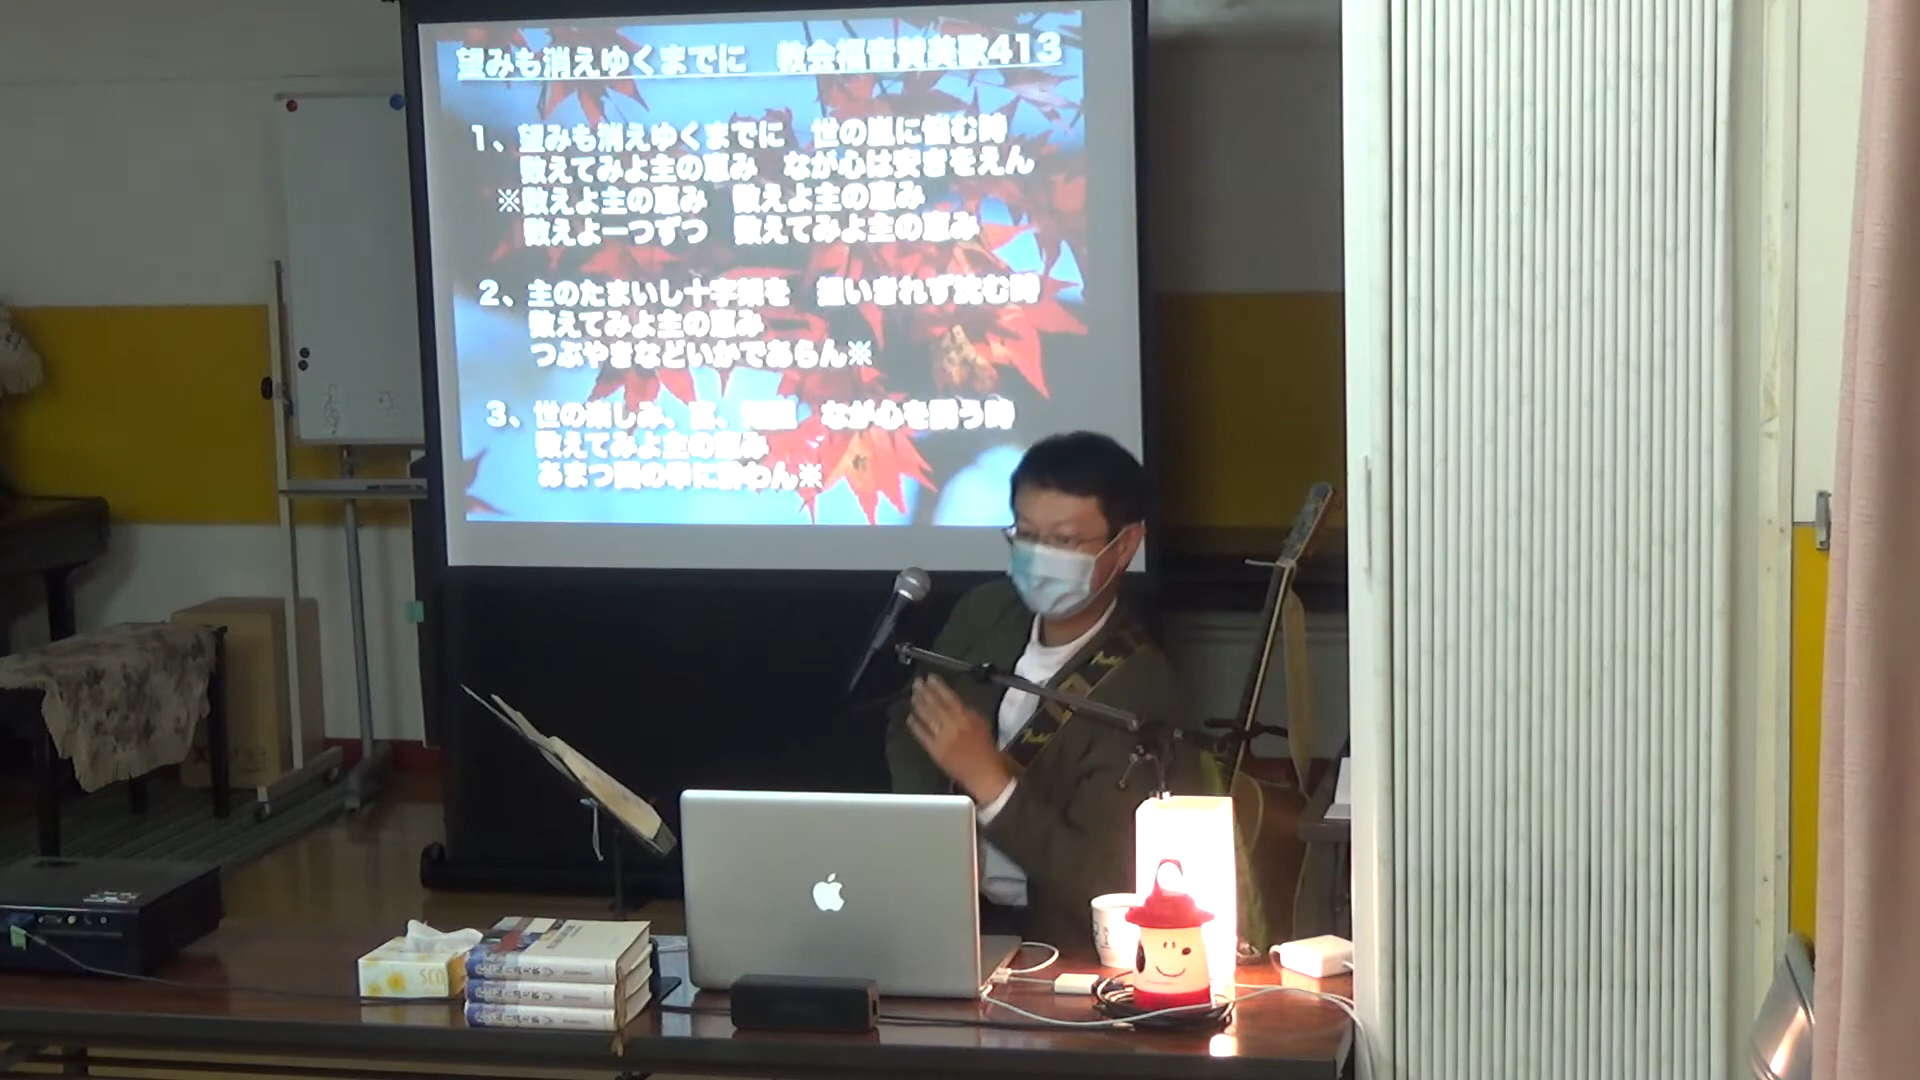 望みも消えゆくまでに　教会福音讃美歌413
1、望みも消えゆくまでに　世の嵐に悩む時
数えてみよ主の恵み　なが心は安きをえん
※数えよ主の恵み　数えよ主の恵み
数えよ一つずつ　数えてみよ主の恵み
2、主のたまいし十字架を　担いきれず沈む時
数えてみよ主の恵み
つぶやきなどいかであらん※
3、世の楽しみ、富、　なが心を誘う時
数えてみよ主の恵み
あまつ国の幸に酔わん※
Fender